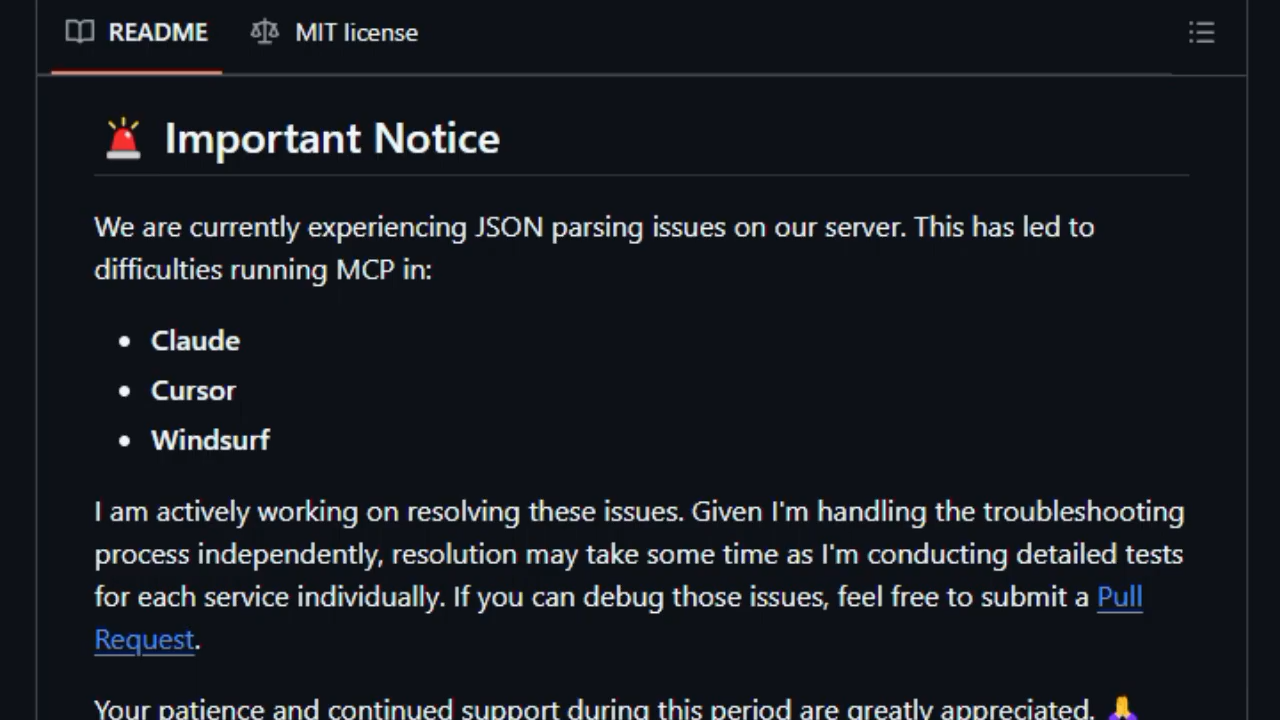 README
MIT license
Important Notice
We are currently experiencing JSON parsing issues on our server. This has led to
difficulties running MCP in:
Claude
Cursor
Windsurf
I am actively working on resolving these issues. Given I'm handling the troubleshooting
process independently, resolution may take some time as I'm conducting detailed tests
for each service individually. If you can debug those issues, feel free to submit a Pull
Request.
Your patience and continued support during this period are greatly appreciated.